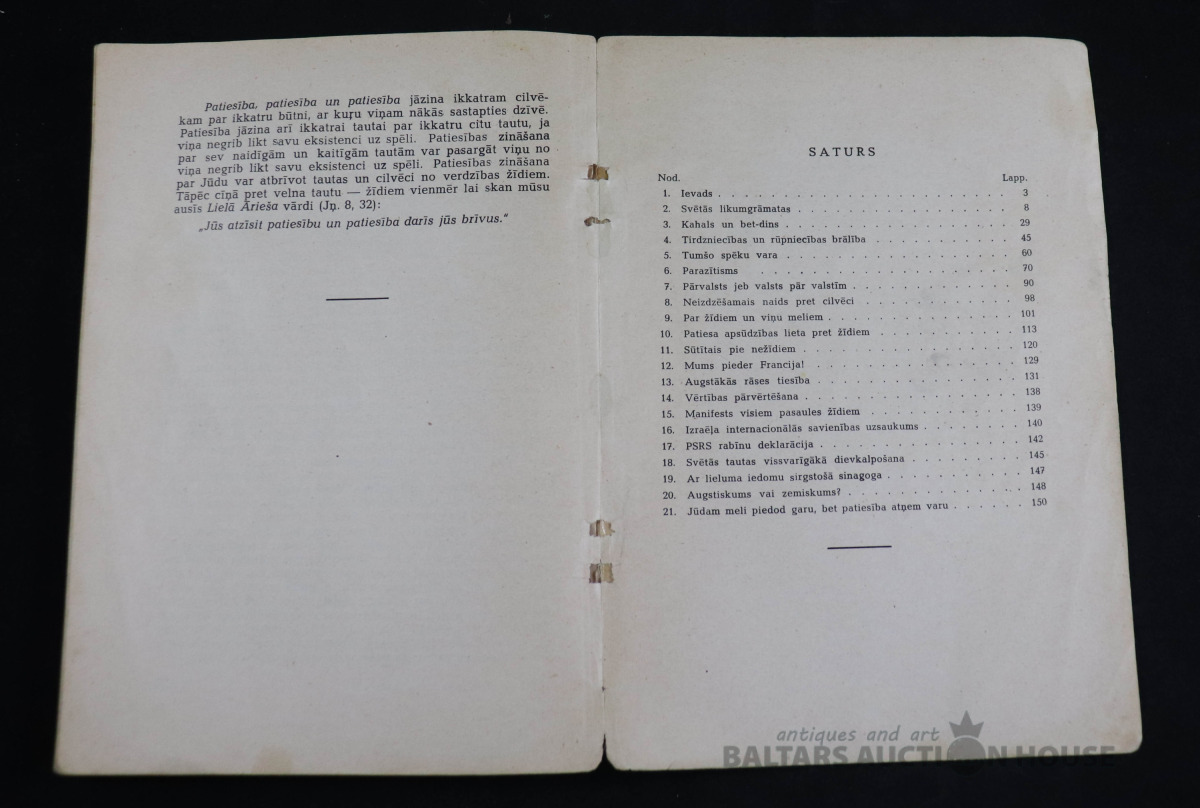 Patiesība, patiesība un patiesība jāzina ikkatram cilvē-
kam par ikkatru būtni, ar kuŗu viņam nākās sastapties dzīvē.
Patiesība jāzina arī ikkatrai tautai par ikkatru citu tautu, ja
viņa negrib likt savu eksistenci uz spēli. Patiesības zināšana
par sev naidīgām un kaitīgām tautām var pasargāt viņu no
viņa negrib likt savu eksistenci uz spēli. Patiesības zināšana
par Jūdu var atbrīvot tautas un cilvēci no verdzības žīdiem.
Tāpēc cīņā pret velna tautu — žīdiem vienmēr lai skan mūsu
ausīs Lielā Ārieša vārdi (Jņ. 8, 32):
„Jūs atzīsit patiesību un patiesība darīs jūs brīvus.“
SATURS
Nod. Lapp.
1. Ievads . . . . . . . . . . . . . . . . . . . . 3
2. Svētās likumgrāmatas . . . . . . . . . . . . . . . 8
3. Kahals un bet-dins . . . . . . . . . . . . . . . . 29
4. Tirdzniecības un rūpniecības brālība . . . . . . . . . . 45
5. Tumšo spēku vara . . . . . . . . . . . . . . . . 60
6. Parazītisms . . . . . . . . . . . . . . . . . . 70
7. Pārvalsts jeb valsts pār valstīm . . . . . . . . . . . . 90
8. Neizdzēšamais naids pret cilvēci . . . . . . . . . . . 98
9. Par žīdiem un viņu meliem . . . . . . . . . . . . . 101
10. Patiesa apsūdzības lieta pret žīdiem . . . . . . . . . . 113
11. Sūtītais pie nežīdiem . . . . . . . . . . . . . . . 120
12. Mums pieder Francija! . . . . . . . . . . . . . . 129
13. Augstākās rāses tiesība . . . . . . . . . . . . . . 131
14. Vērtības pārvērtēšana . . . . . . . . . . . . . . . 138
15. Manifests visiem pasaules žīdiem . . . . . . . . . . . 139
16. Izraēļa internacionālās savienības uzsaukums . . . . . . . 140
17. PSRS rabīnu deklarācija . . . . . . . . . . . . . . 142
18. Svētās tautas vissvarīgākā dievkalpošana . . . . . . . . 145
19. Ar lieluma iedomu sirgstošā sinagoga . . . . . . . . . . 147
20. Augstiskums vai zemiskums? . . . . . . . . . . . . . 148
21. Jūdam meli piedod garu, bet patiesība atņem varu . . . . . . 150
antiques and art
BALTARS AUCTION HOUSE